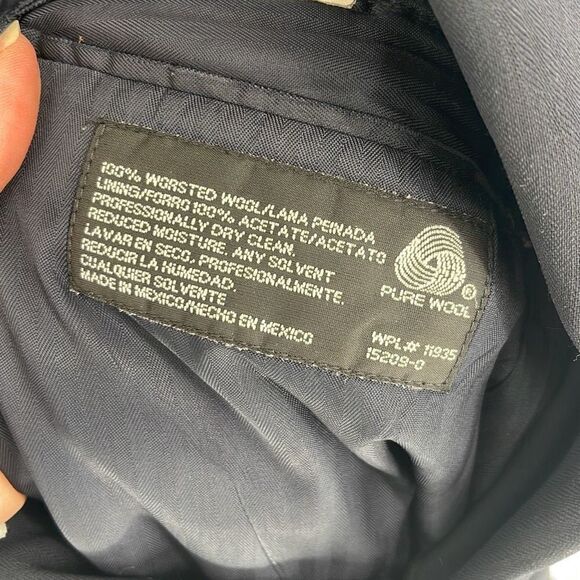 100% WORSTED WOOL/LANA PEINADA
LINING/FORRO 100% ACETATE/ACETATO
PROFESSIONALLY DRY CLEAN.
REDUCED MOISTURE. ANY SOLVENT
LAVAR EN SECO. PROFESIONALMENTE.
REDUCIR LA HUMEDAD.
CUALQUIER SOLVENTE
MADE IN MEXICO/HECHO EN MEXICO
®
PURE WOOL
WPL# 11935
15209-0